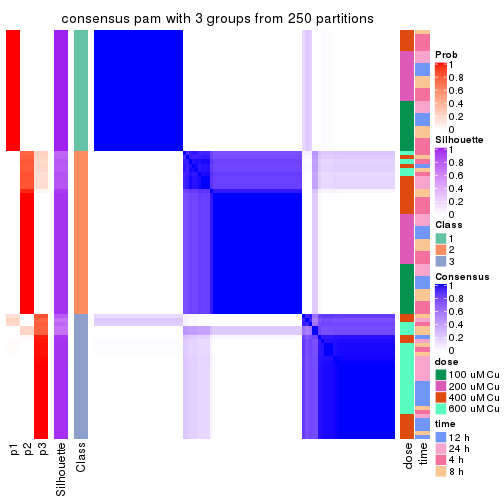 consensus pam with 3 groups from 250 partitions
Prob
1
0.8
0.6
0.4
0.2
0
Silhouette
1
0.8
0.6
0.4
0.2
0
Class
1
2
3
Consensus
1
0.8
0.6
0.4
0.2
0
dose
100 uM Cu
200 uM Cu
400 uM Cu
600 uM Cu
time
12 h
24 h
4 h
8 h
p1
p2
p3
Silhouette
Class
dose
time